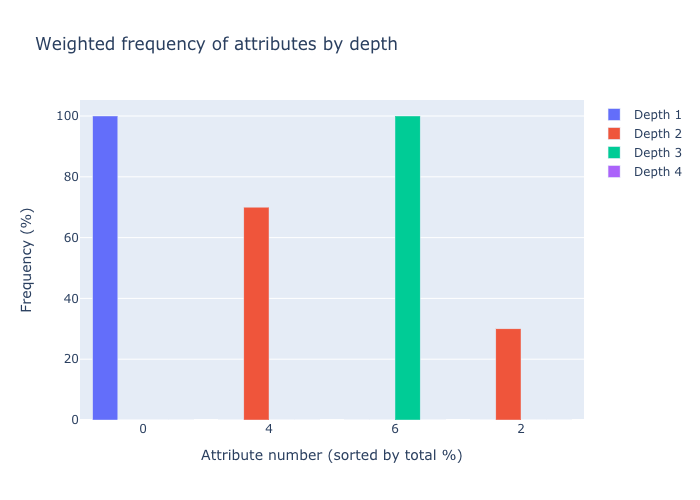 Weighted frequency of attributes by depth
100
80
60
40
20
0
Frequency (%)
0
4
6
2
Attribute number (sorted by total %)
Depth 1
Depth 2
Depth 3
Depth 4